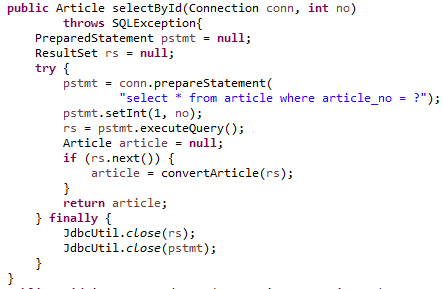 public Article selectById(Connection conn, int no)
        throws SQLException{
    PreparedStatement pstmt = null;
    ResultSet rs = null;
    try {
        pstmt = conn.prepareStatement(
                "select * from article where article_no = ?");
        pstmt.setInt(1, no);
        rs = pstmt.executeQuery();
        Article article = null;
        if (rs.next()) {
            article = convertArticle(rs);
        }
        return article;
    } finally {
        JdbcUtil.close(rs);
        JdbcUtil.close(pstmt);
    }
}